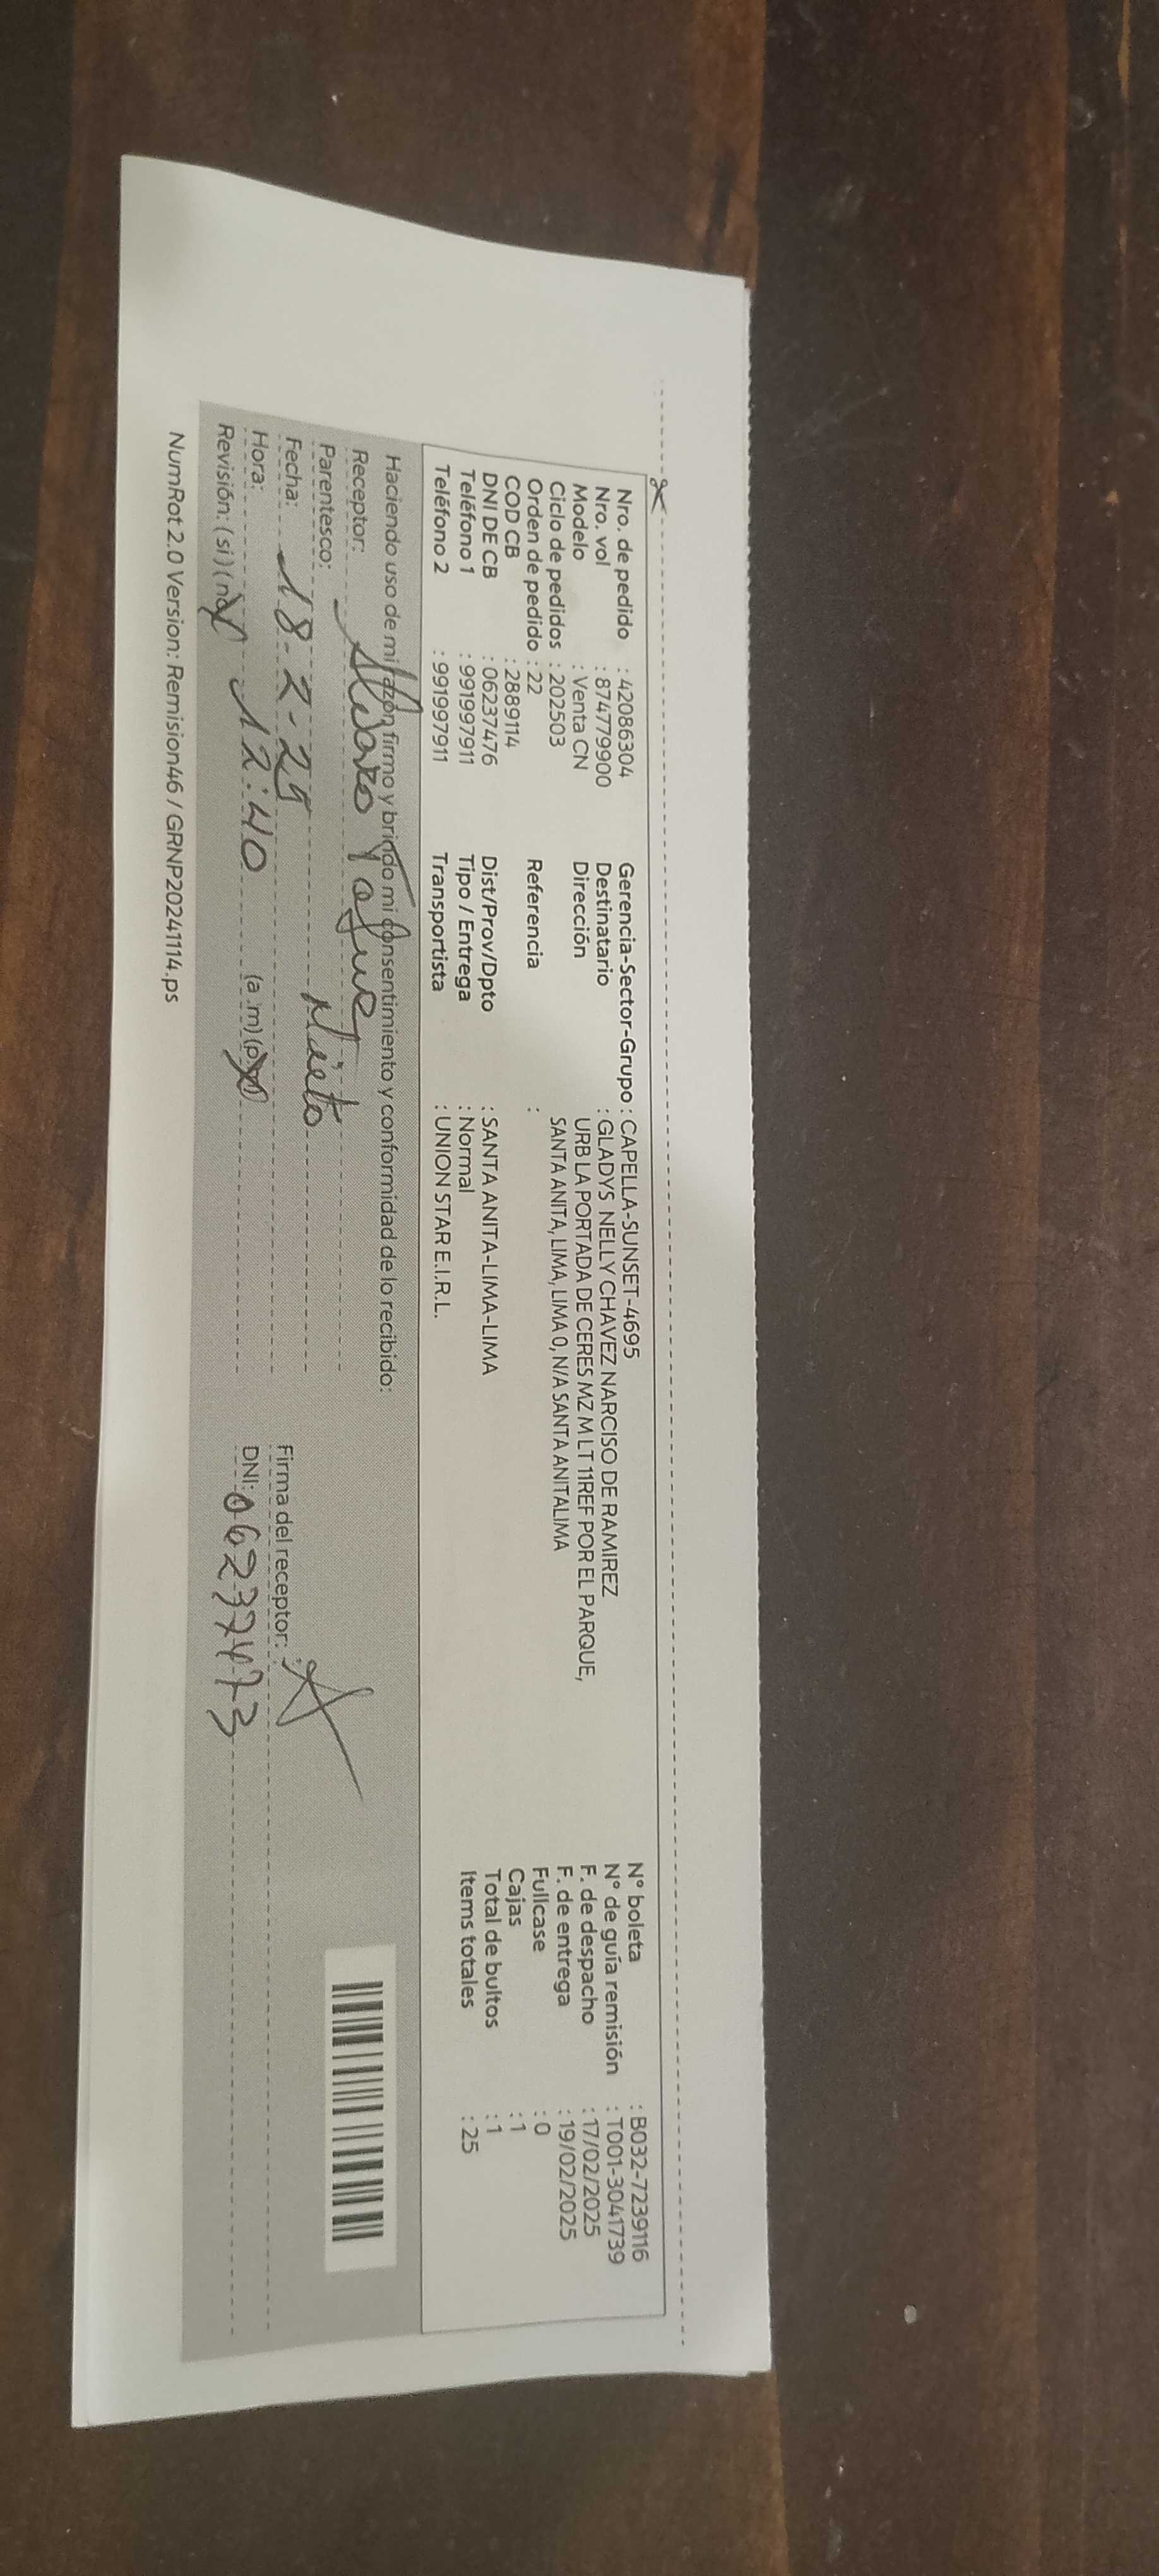 Nro. de pedido : 42086304 Gerencia-Sector-Grupo : CAPELLA-SUNSET-4695 N° boleta : B032-7239116
Nro. vol : 874779900 Destinatario : GLADYS NELLY CHAVEZ NARCISO DE RAMIREZ N° de guía remisión : T001-3041739
Modelo : Venta CN Dirección URB LA PORTADA DE CERES MZ M LT 11REF POR EL PARQUE, F. de despacho : 17/02/2025
Ciclo de pedidos : 202503 SANTA ANITA, LIMA, LIMA 0, N/A SANTA ANITALIMA F. de entrega : 19/02/2025
Orden de pedido : 22 Referencia : Fullcase : 0
COD CB : 2889114 Cajas : 1
DNI DE CB : 06237476 Dist/Prov/Dpto : SANTA ANITA-LIMA-LIMA Total de bultos : 1
Teléfono 1 : 991997911 Tipo / Entrega : Normal Items totales : 25
Teléfono 2 : 991997911 Transportista : UNION STAR E.I.R.L.
Haciendo uso de mi razón firmo y brindo mi consentimiento y conformidad de lo recibido:
Receptor: Alvaro
Parentesco: Nieto
Fecha: 18-2-25 Firma del receptor:
Hora: 12:40 (a.m) (p.m) DNI: 06237473
Revisión: (si) (no)
NumRot 2.0 Version: Remision46 / GRNP20241114.ps